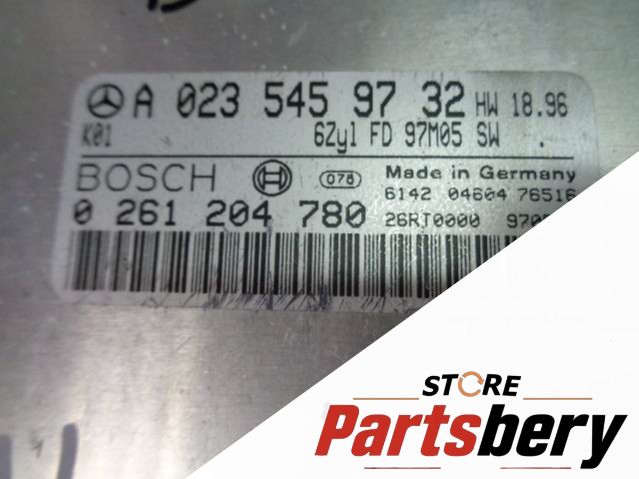 A 023 545 97 32 HW 18.96
K01 6Zyl FD 97M05 SW .
BOSCH 078 Made in Germany
6142 04604 76516
0 261 204 780 26RT0000
STORE
Partsbery